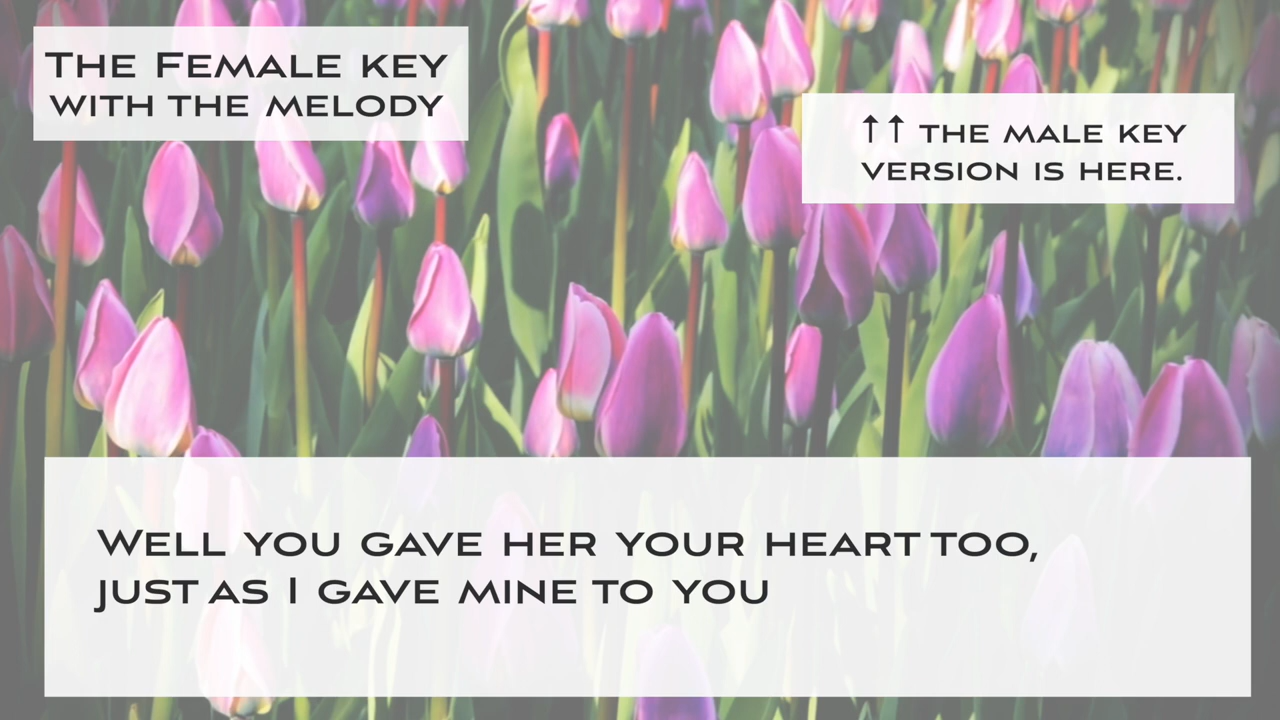 The Female key
with the melody
↑↑ the male key
version is here.
Well you gave her your heart too,
just as I gave mine to you